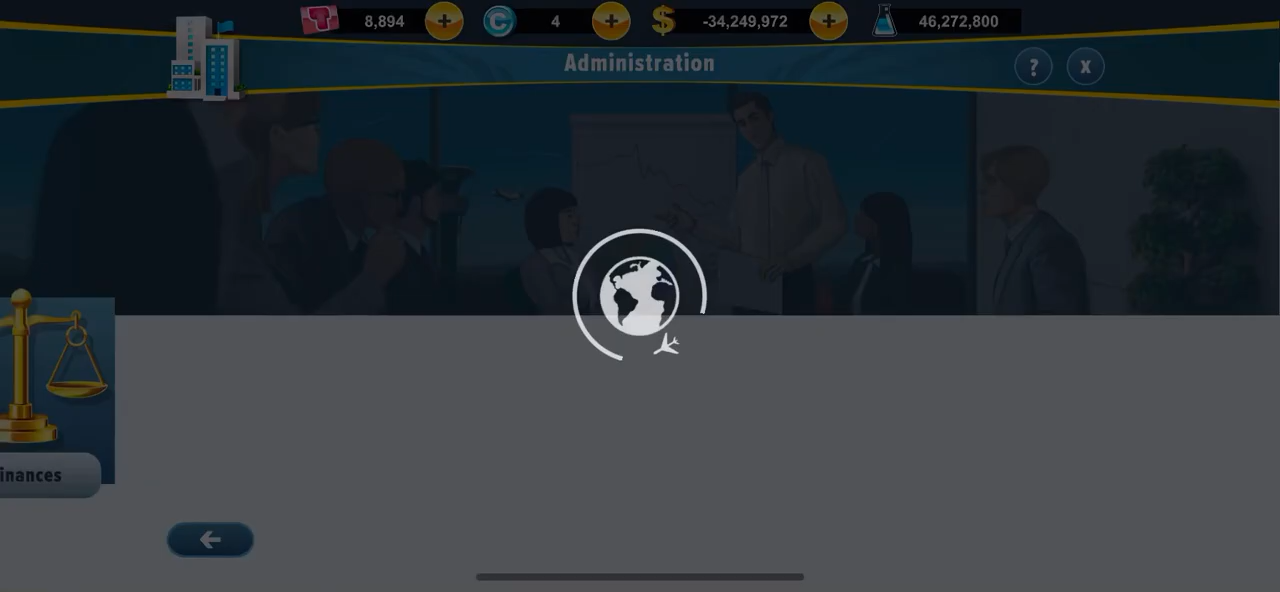 8,894
4
-34,249,972
46,272,800
Administration
?
X
inances